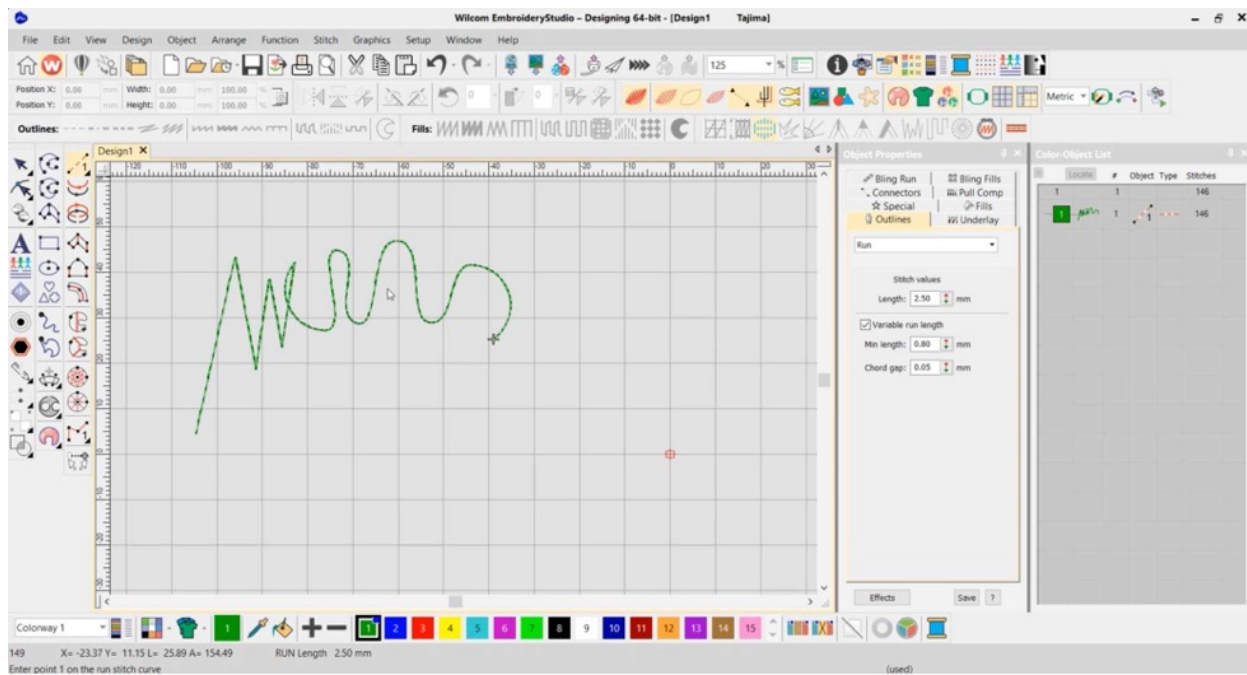 Wilcom EmbroideryStudio – Designing 64-bit - [Design1 Tajima]
File Edit View Design Object Arrange Function Stitch Graphics Setup Window Help
125 %
Position X: 0.00 mm Width: 0.00 mm 100.00 %
Position Y: 0.00 mm Height: 0.00 mm 100.00 %
0 0 Metric
Outlines: Fills:
Design1
Object Properties
Color-Object List
Locate # Object Type Stitches
1 1 146
1 1 146
Bling Run Bling Fills
Connectors Pull Comp
Special Fills
Outlines Underlay
Run
Stitch values
Length: 2.50 mm
Variable run length
Min length: 0.80 mm
Chord gap: 0.05 mm
Effects Save ?
Colorway 1 1 1 2 3 4 5 6 7 8 9 10 11 12 13 14 15
149 X= -23.37 Y= 11.15 L= 25.89 A= 154.49 RUN Length 2.50 mm
Enter point 1 on the run stitch curve (used)